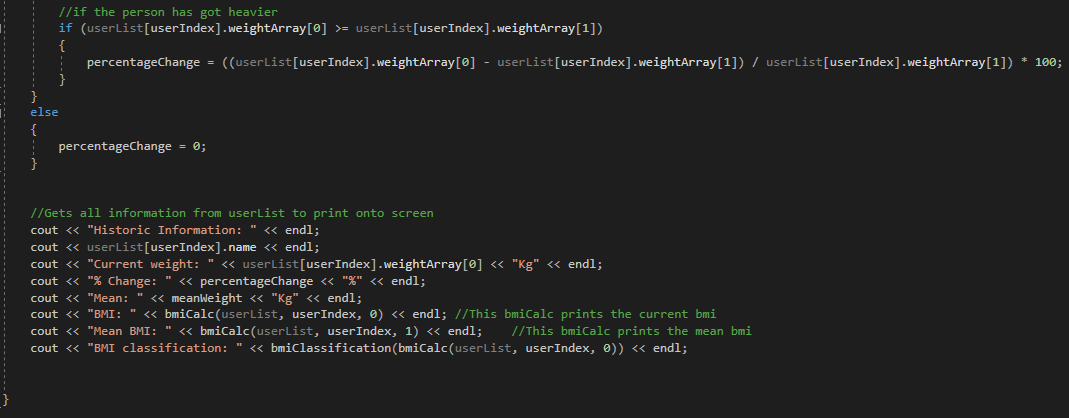 //if the person has got heavier
if (userList[userIndex].weightArray[0] >= userList[userIndex].weightArray[1])
{
percentageChange = ((userList[userIndex].weightArray[0] - userList[userIndex].weightArray[1]) / userList[userIndex].weightArray[1]) * 100;
}
}
else
{
percentageChange = 0;
}
//Gets all information from userList to print onto screen
cout << "Historic Information: " << endl;
cout << userList[userIndex].name << endl;
cout << "Current weight: " << userList[userIndex].weightArray[0] << "Kg" << endl;
cout << "% Change: " << percentageChange << "%" << endl;
cout << "Mean: " << meanWeight << "Kg" << endl;
cout << "BMI: " << bmiCalc(userList, userIndex, 0) << endl; //This bmiCalc prints the current bmi
cout << "Mean BMI: " << bmiCalc(userList, userIndex, 1) << endl;    //This bmiCalc prints the mean bmi
cout << "BMI classification: " << bmiClassification(bmiCalc(userList, userIndex, 0)) << endl;
}